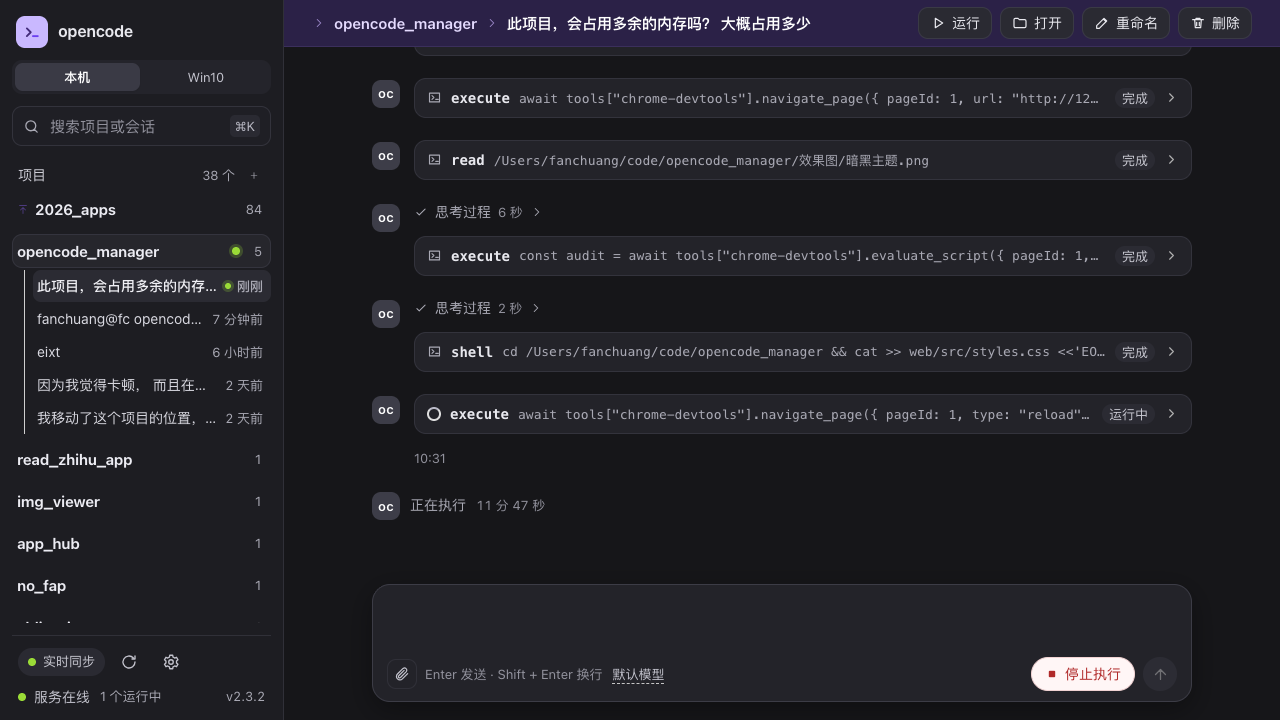 opencode
本机
Win10
搜索项目或会话
⌘K
项目
38 个
+
2026_apps
84
opencode_manager
5
此项目，会占用多余的内存...
刚刚
fanchuang@fc opencod...
7 分钟前
eixt
6 小时前
因为我觉得卡顿， 而且在...
2 天前
我移动了这个项目的位置，...
2 天前
read_zhihu_app
1
img_viewer
1
app_hub
1
no_fap
1
实时同步
服务在线
1 个运行中
v2.3.2
opencode_manager
此项目，会占用多余的内存吗？ 大概占用多少
运行
打开
重命名
删除
oc
execute await tools["chrome-devtools"].navigate_page({ pageId: 1, url: "http://12…
完成
oc
read /Users/fanchuang/code/opencode_manager/效果图/暗黑主题.png
完成
oc
思考过程 6 秒
execute const audit = await tools["chrome-devtools"].evaluate_script({ pageId: 1,…
完成
oc
思考过程 2 秒
shell cd /Users/fanchuang/code/opencode_manager && cat >> web/src/styles.css <<'EO…
完成
oc
execute await tools["chrome-devtools"].navigate_page({ pageId: 1, type: "reload"…
运行中
10:31
oc
正在执行 11 分 47 秒
Enter 发送 · Shift + Enter 换行
默认模型
停止执行